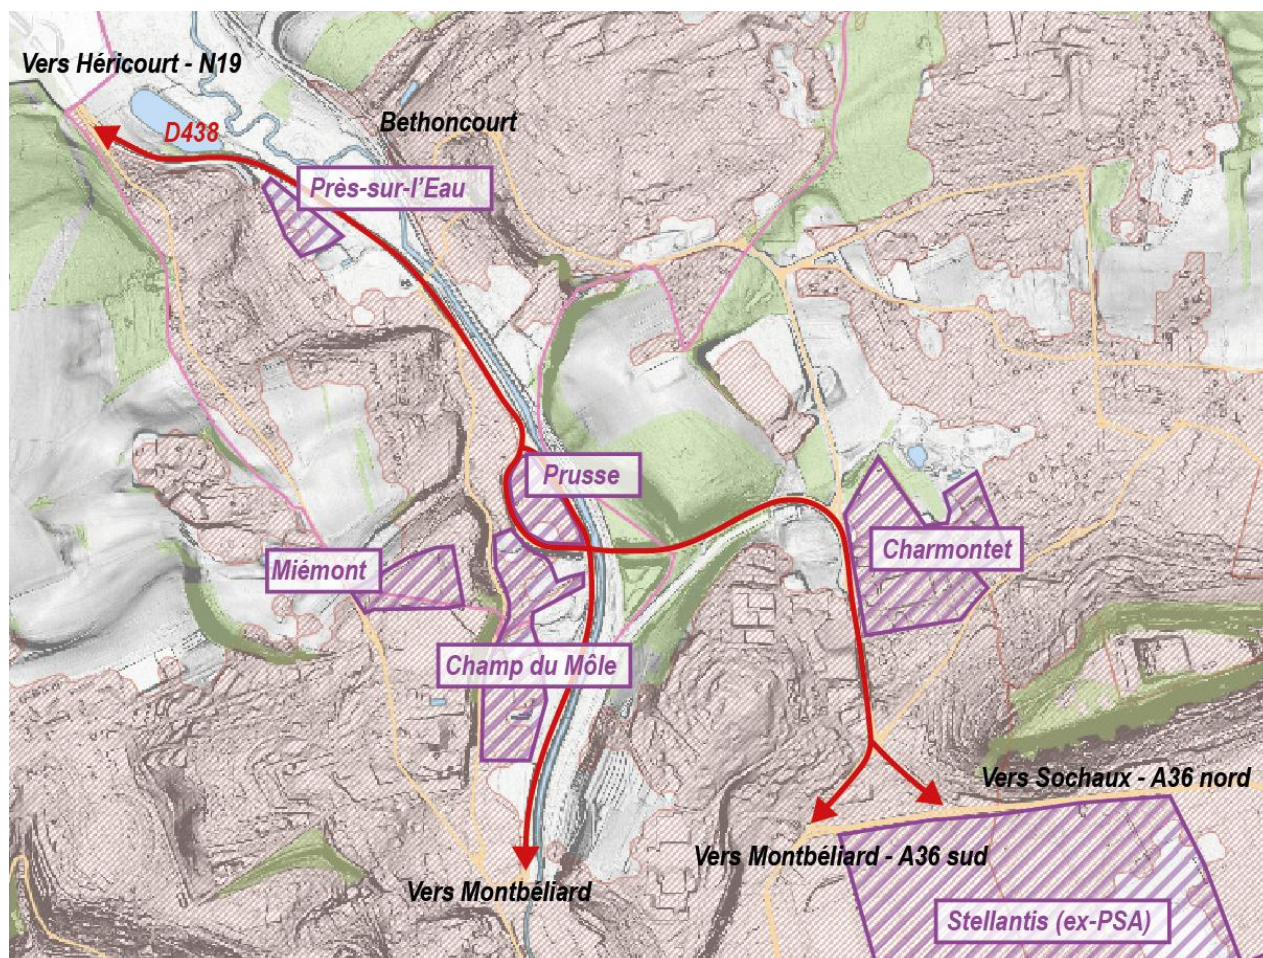 Vers Héricourt - N19
D438
Bethoncourt
Près-sur-l'Eau
Prusse
Miémont
Charmontet
Champ du Môle
Vers Sochaux - A36 nord
Vers Montbéliard - A36 sud
Vers Montbéliard
Stellantis (ex-PSA)